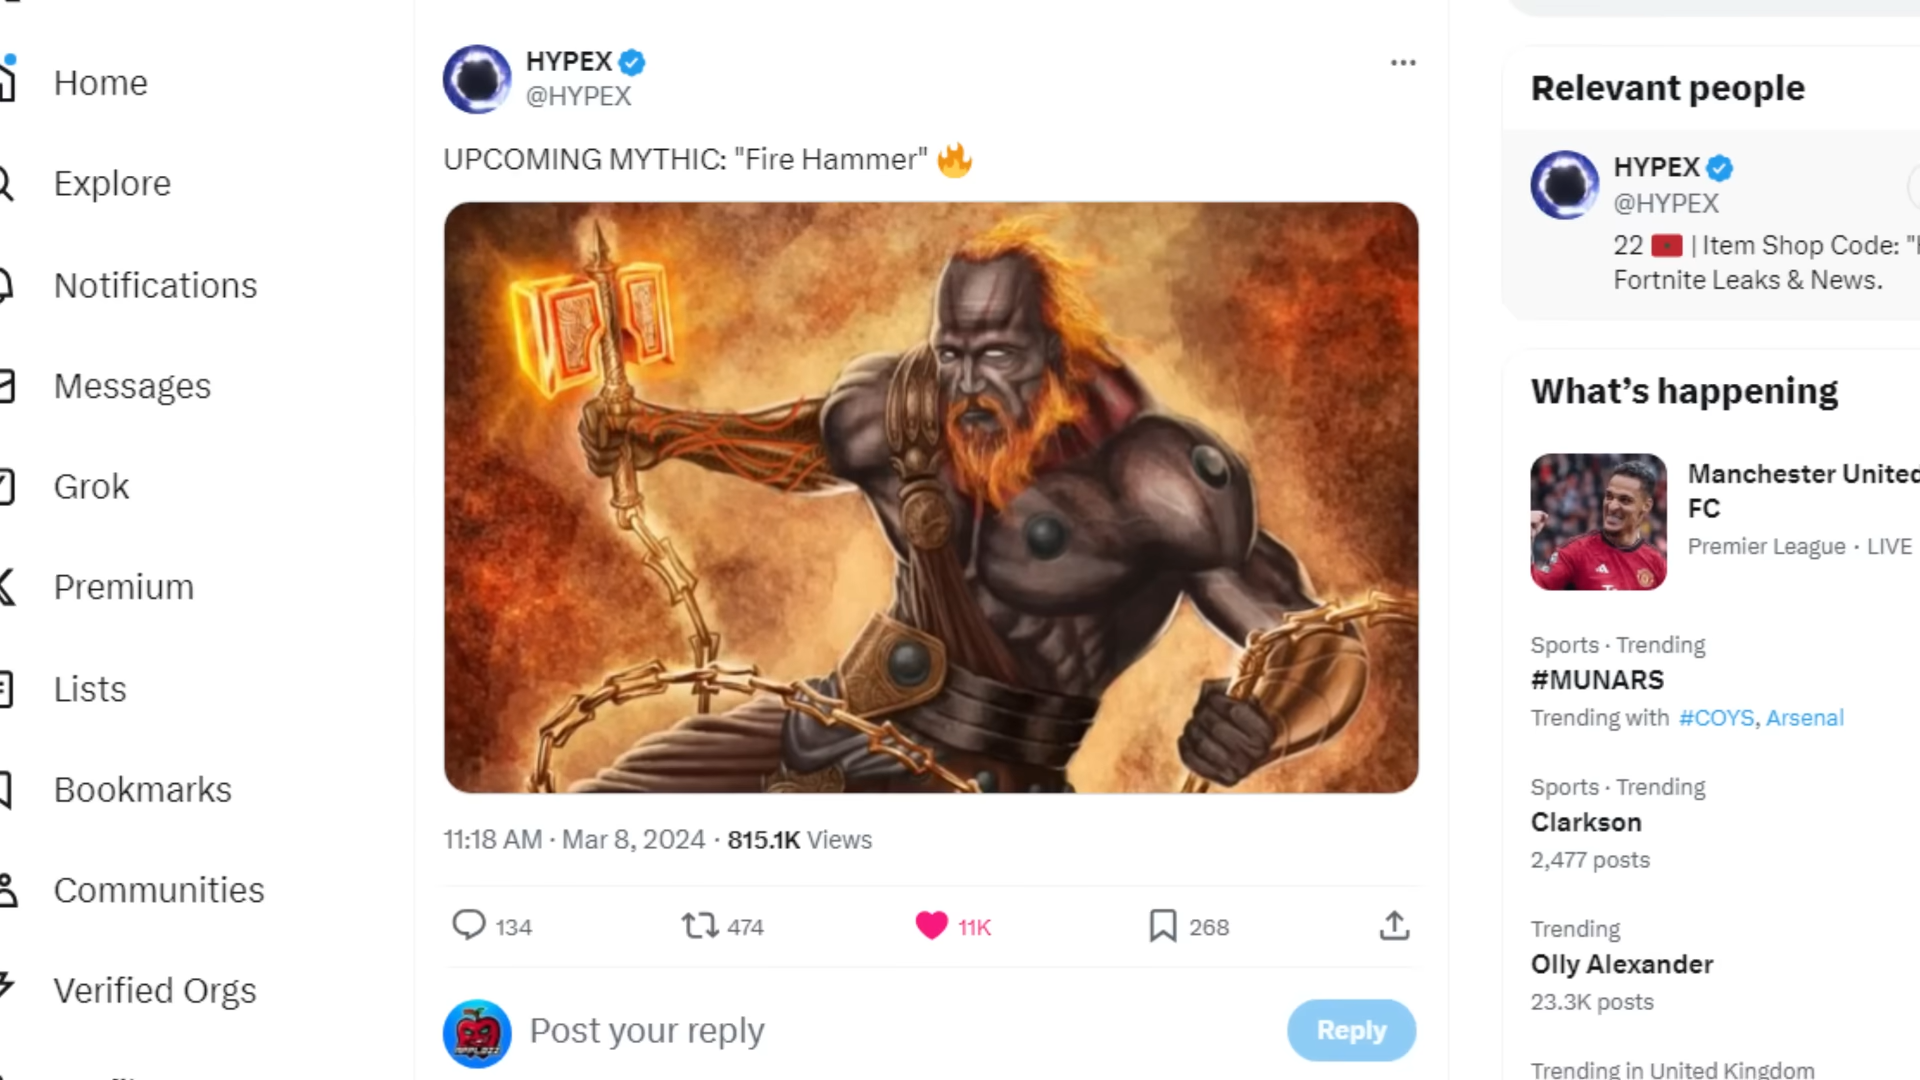 Home
Explore
Notifications
Messages
Grok
Premium
Lists
Bookmarks
Communities
Verified Orgs
HYPEX
@HYPEX
UPCOMING MYTHIC: "Fire Hammer" 🔥
11:18 AM · Mar 8, 2024 · 815.1K Views
134 474 11K 268
Post your reply
Reply
Relevant people
HYPEX
@HYPEX
22 🇲🇦 | Item Shop Code: "
Fortnite Leaks & News.
What's happening
Manchester United
FC
Premier League · LIVE
Sports · Trending
#MUNARS
Trending with #COYS, Arsenal
Sports · Trending
Clarkson
2,477 posts
Trending
Olly Alexander
23.3K posts
Trending in United Kingdom